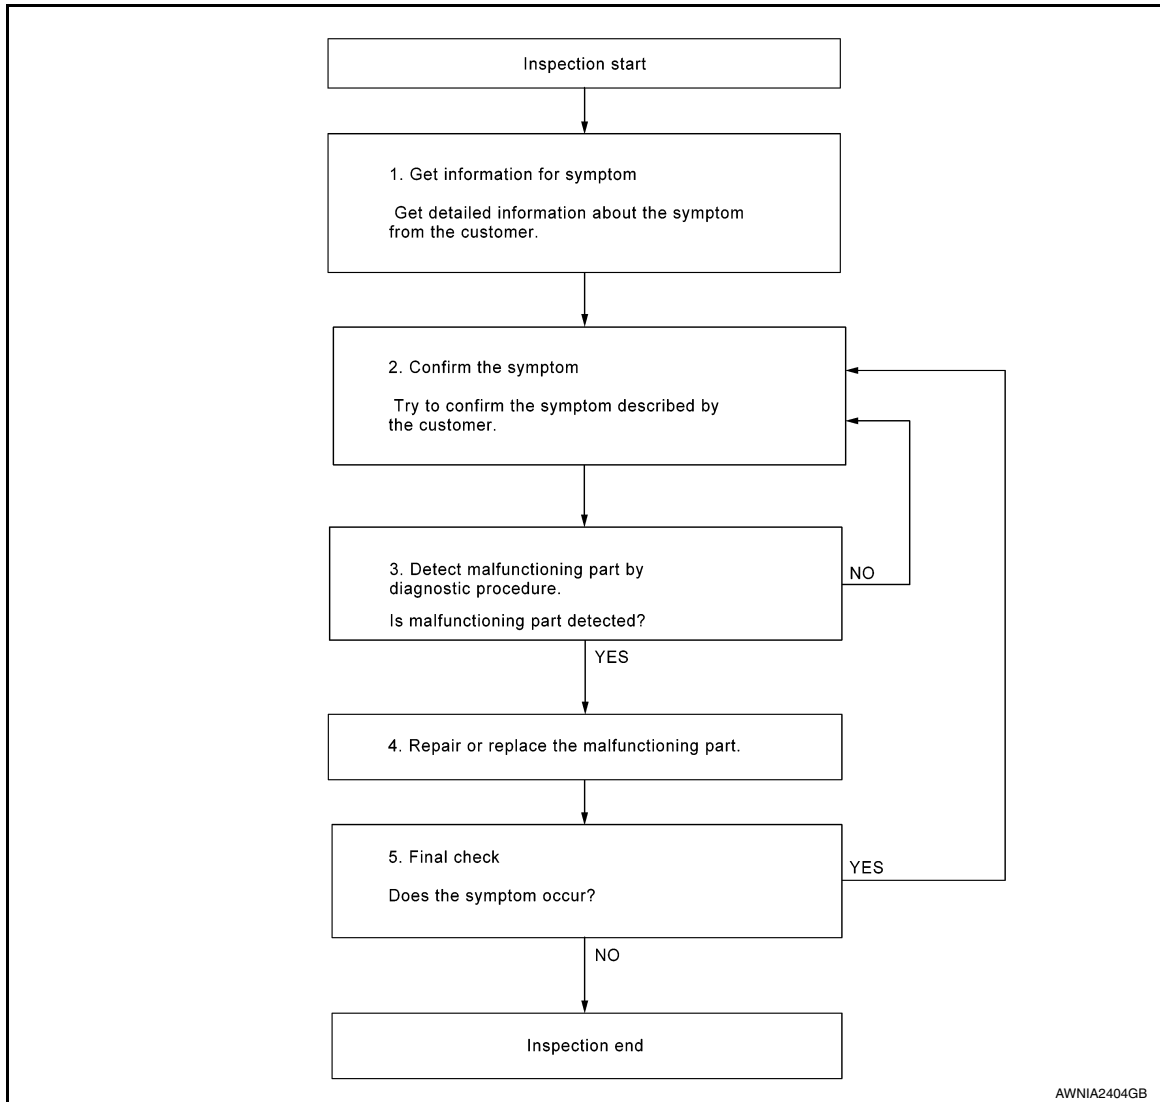 Inspection start
1. Get information for symptom
Get detailed information about the symptom
from the customer.
2. Confirm the symptom
Try to confirm the symptom described by
the customer.
3. Detect malfunctioning part by
diagnostic procedure.
Is malfunctioning part detected?
NO
YES
4. Repair or replace the malfunctioning part.
5. Final check
Does the symptom occur?
YES
NO
Inspection end
AWNIA2404GB